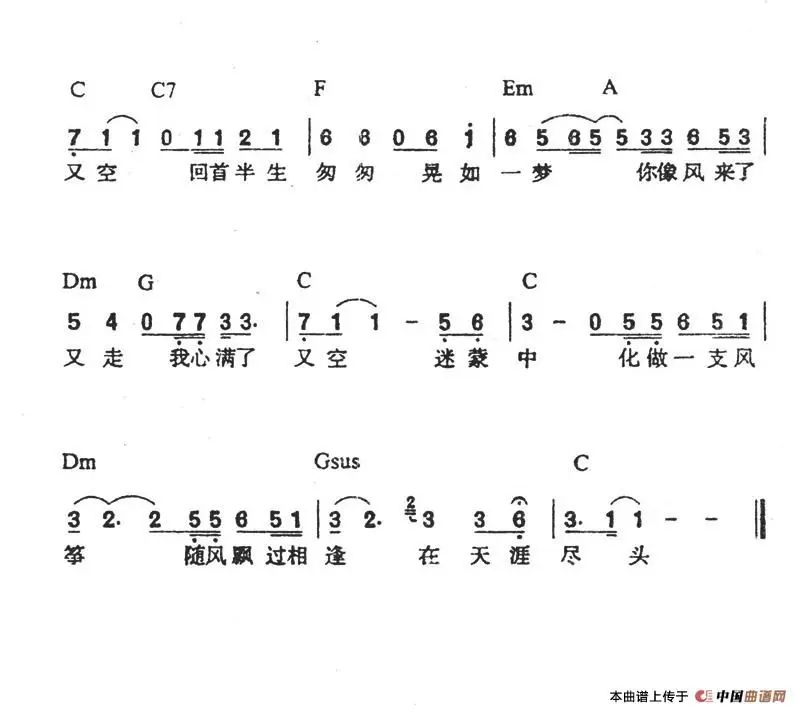 C C7 F Em A
7 1 1 0 1 1 2 1 | 6 6 0 6 i | 6 5 6 5 5 3 3 6 5 3 |
又空 回首半生 匆匆 晃如一梦 你像风来了
Dm G C C
5 4 0 7 7 3 3. | 7 1 1 - 5 6 | 3 - 0 5 5 6 5 1 |
又走 我心满了 又空 迷蒙中 化做一支风
Dm Gsus C
3 2. 2 5 5 6 5 1 | 3 2. 2 3 3 6 | 3. 1 1 - - ‖
筝 随风飘过相逢 在天涯尽头
本曲谱上传于 中国曲谱网